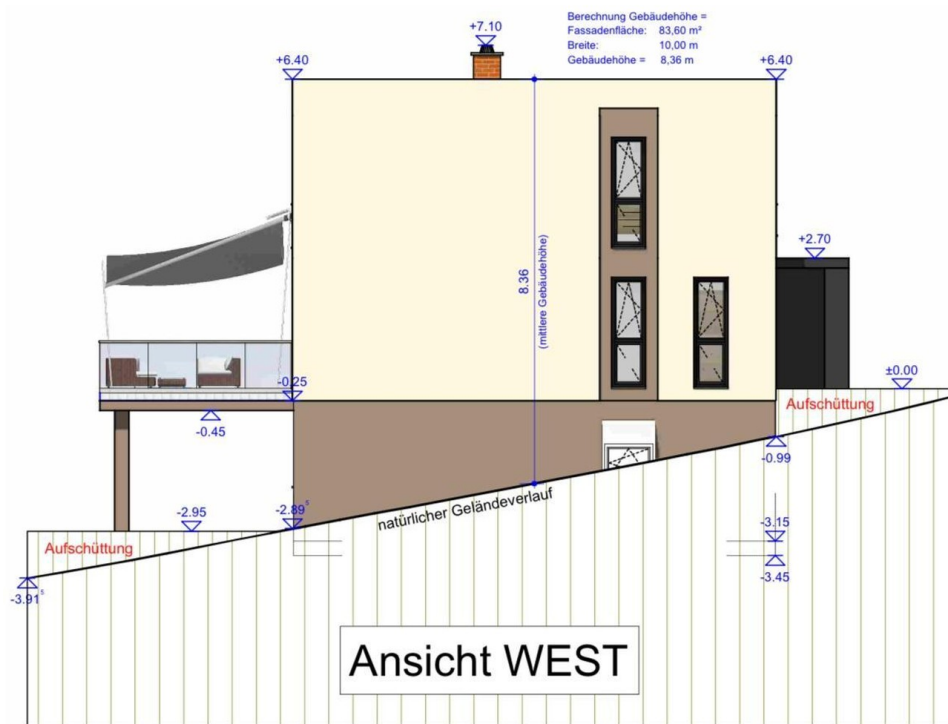 Berechnung Gebäudehöhe =
Fassadenfläche: 83,60 m²
Breite: 10,00 m
Gebäudehöhe = 8,36 m
+7.10
+6.40
+6.40
+2.70
8.36
(mittlere Gebäudehöhe)
±0.00
-0.25
Aufschüttung
-0.45
-0.99
natürlicher Geländeverlauf
-2.95
-2.89⁵
Aufschüttung
-3.15
-3.45
-3.91⁵
Ansicht WEST